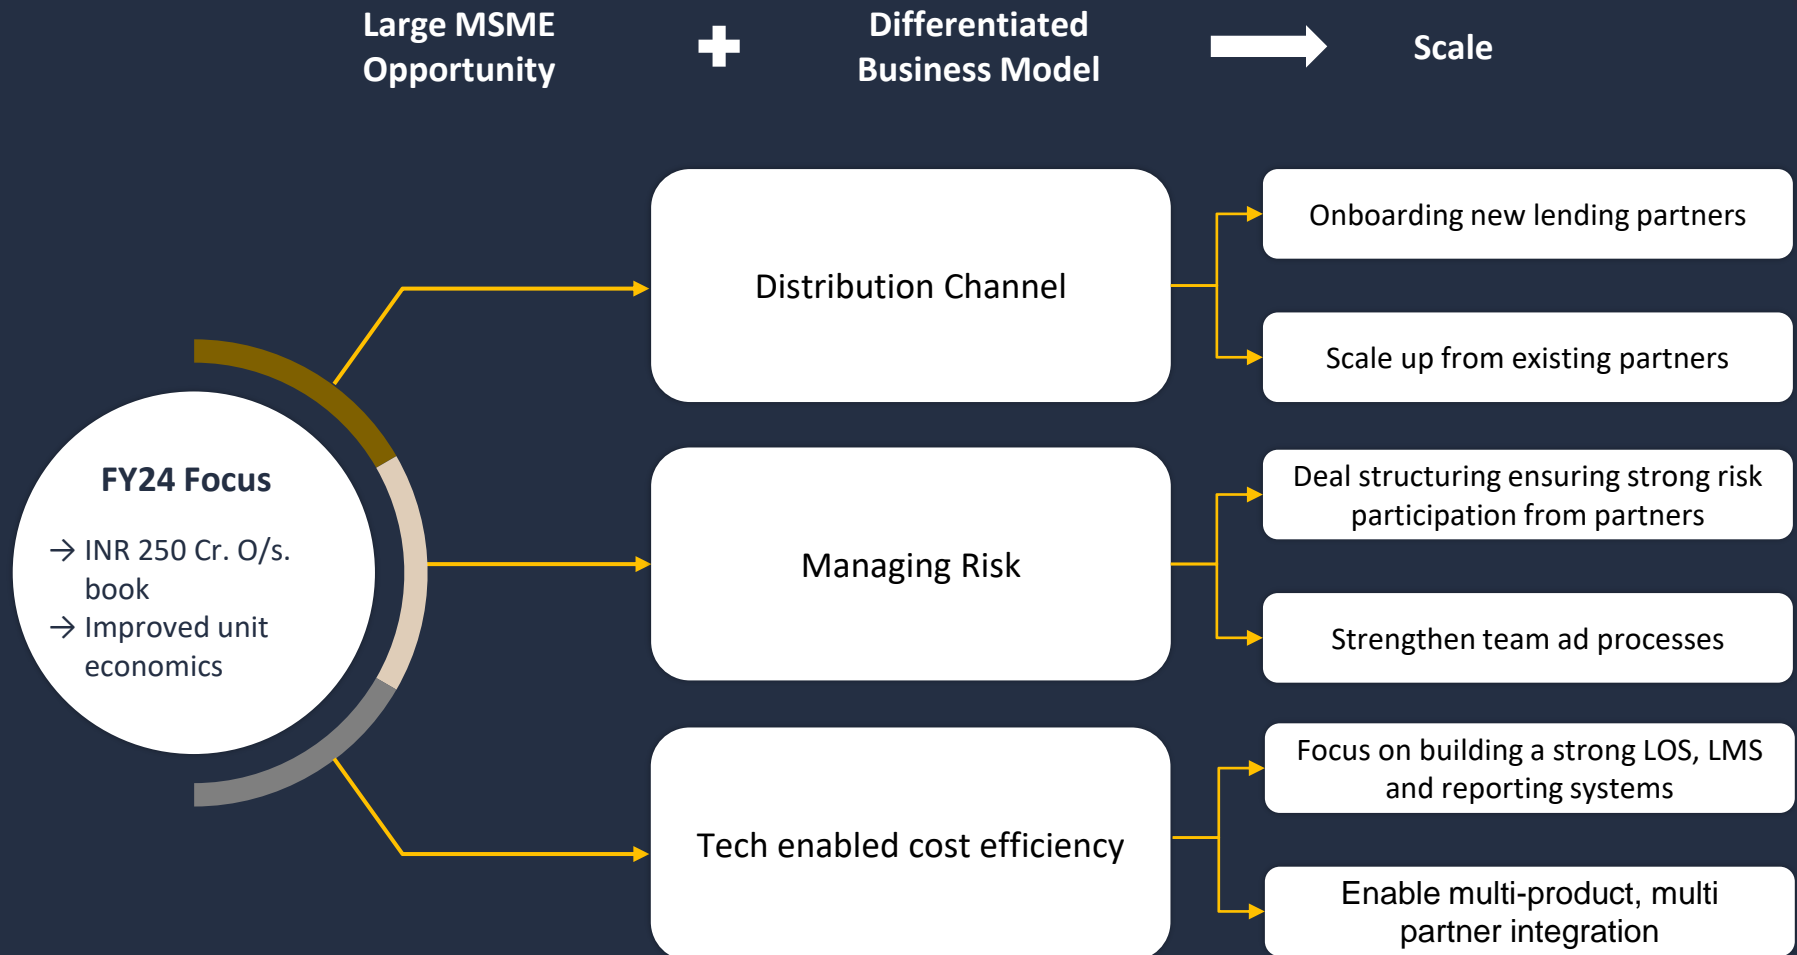 Large MSME
Opportunity
Differentiated
Business Model
Scale
FY24 Focus
→ INR 250 Cr. O/s.
book
→ Improved unit
economics
Distribution Channel
Onboarding new lending partners
Scale up from existing partners
Managing Risk
Deal structuring ensuring strong risk
participation from partners
Strengthen team ad processes
Tech enabled cost efficiency
Focus on building a strong LOS, LMS
and reporting systems
Enable multi-product, multi
partner integration